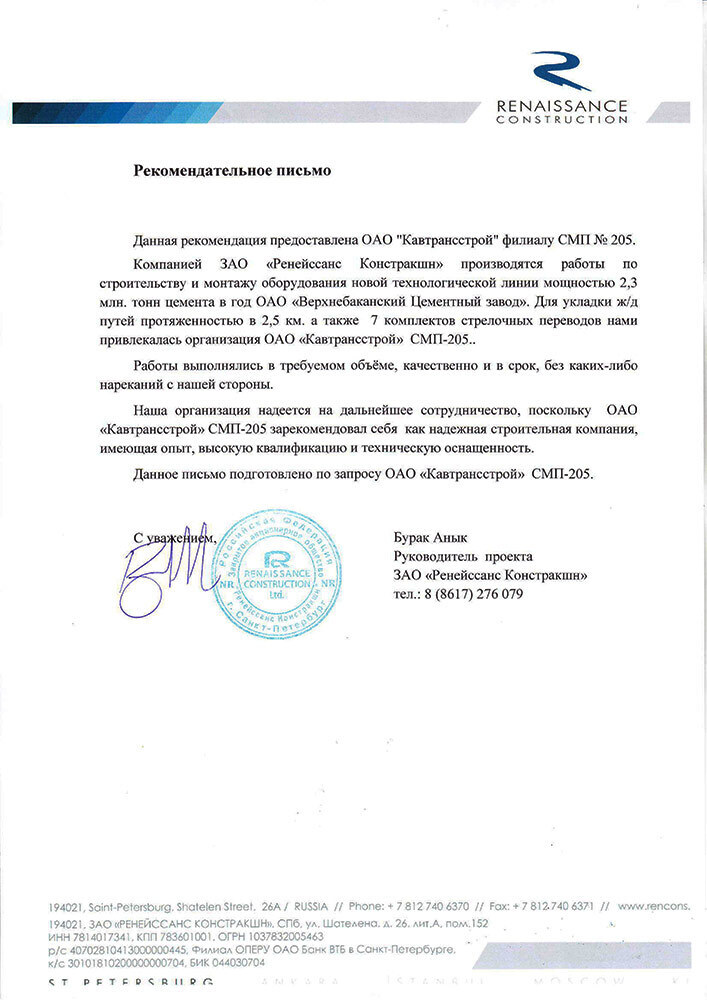 RENAISSANCE
CONSTRUCTION
Рекомендательное письмо
Данная рекомендация предоставлена ОАО "Кавтрансстрой" филиалу СМП № 205.
Компанией ЗАО «Ренейссанс Констракшн» производятся работы по
строительству и монтажу оборудования новой технологической линии мощностью 2,3
млн. тонн цемента в год ОАО «Верхнебаканский Цементный завод». Для укладки ж/д
путей протяженностью в 2,5 км. а также 7 комплектов стрелочных переводов нами
привлекалась организация ОАО «Кавтрансстрой» СМП-205..
Работы выполнялись в требуемом объёме, качественно и в срок, без каких-либо
нареканий с нашей стороны.
Наша организация надеется на дальнейшее сотрудничество, поскольку ОАО
«Кавтрансстрой» СМП-205 зарекомендовал себя как надежная строительная компания,
имеющая опыт, высокую квалификацию и техническую оснащенность.
Данное письмо подготовлено по запросу ОАО «Кавтрансстрой» СМП-205.
С уважением,
Бурак Анык
Руководитель проекта
ЗАО «Ренейссанс Констракшн»
тел.: 8 (8617) 276 079
Российская Федерация
Закрытое акционерное общество
RENAISSANCE
NR CONSTRUCTION NR
Ltd.
Ренейссанс Констракшн
г. Санкт-Петербург
194021, Saint-Petersburg, Shatelen Street, 26A / RUSSIA // Phone: + 7 812 740 6370 // Fax: + 7 812 740 6371 // www.rencons.
194021, ЗАО «РЕНЕЙССАНС КОНСТРАКШН», СПб, ул. Шателена, д. 26, лит.А, пом.152
ИНН 7814017341, КПП 783601001, ОГРН 1037832005463
р/с 40702810413000000445, Филиал ОПЕРУ ОАО Банк ВТБ в Санкт-Петербурге,
к/с 30101810200000000704, БИК 044030704
ST. PETERSBURG ANKARA ISTANBUL MOSCOW